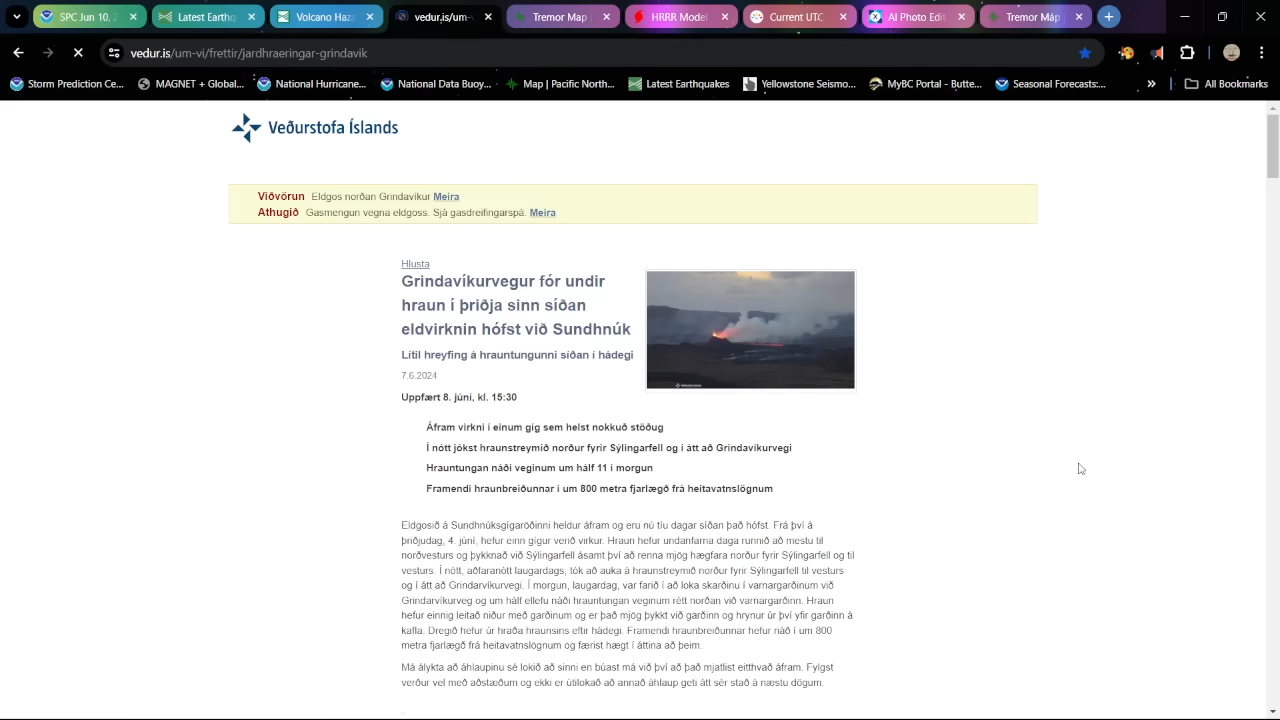 SPC Jun 10, 2
Latest Earthq
Volcano Haza
vedur.is/um-v
Tremor Map |
HRRR Model
Current UTC
AI Photo Edit
Tremor Map |
vedur.is/um-vi/frettir/jardhraeringar-grindavik
Storm Prediction Ce...
MAGNET + Global...
National Hurricane...
National Data Buoy...
Map | Pacific North...
Latest Earthquakes
Yellowstone Seismo...
MyBC Portal - Butte...
Seasonal Forecasts:...
»
All Bookmarks
Veðurstofa Íslands
Viðvörun Eldgos norðan Grindavíkur Meira
Athugið Gasmengun vegna eldgoss. Sjá gasdreifingarspá. Meira
Hlusta
Grindavíkurvegur fór undir
hraun í þriðja sinn síðan
eldvirknin hófst við Sundhnúk
Lítil hreyfing á hrauntungunni síðan í hádegi
7.6.2024
Uppfært 8. júní, kl. 15:30
Áfram virkni í einum gíg sem helst nokkuð stöðug
Í nótt jókst hraunstreymið norður fyrir Sýlingarfell og í átt að Grindavíkurvegi
Hrauntungan náði veginum um hálf 11 í morgun
Framendi hraunbreiðunnar í um 800 metra fjarlægð frá heitavatnslögnum
Eldgosið á Sundhnúksgígaröðinni heldur áfram og eru nú tíu dagar síðan það hófst. Frá því á
þriðjudag, 4. júní, hefur einn gígur verið virkur. Hraun hefur undanfarna daga runnið að mestu til
norðvesturs og þykknað við Sýlingarfell ásamt því að renna mjög hægfara norður fyrir Sýlingarfell og til
vesturs. Í nótt, aðfaranótt laugardags, tók að auka á hraunstreymið norður fyrir Sýlingarfell til vesturs
og í átt að Grindarvíkurvegi. Í morgun, laugardag, var farið í að loka skarðinu í varnargarðinum við
Grindarvíkurveg og um hálf ellefu náði hrauntungan veginum rétt norðan við varnargarðinn. Hraun
hefur einnig leitað niður með garðinum og er það mjög þykkt við garðinn og hrynur úr því yfir garðinn á
kafla. Dregið hefur úr hraða hraunsins eftir hádegi. Framendi hraunbreiðunnar hefur náð í um 800
metra fjarlægð frá heitavatnslögnum og færist hægt í áttina að þeim.
Má álykta að áhlaupinu sé lokið að sinni en búast má við því að það mjatlist eitthvað áfram. Fylgst
verður vel með aðstæðum og ekki er útilokað að annað áhlaup geti átt sér stað á næstu dögum.